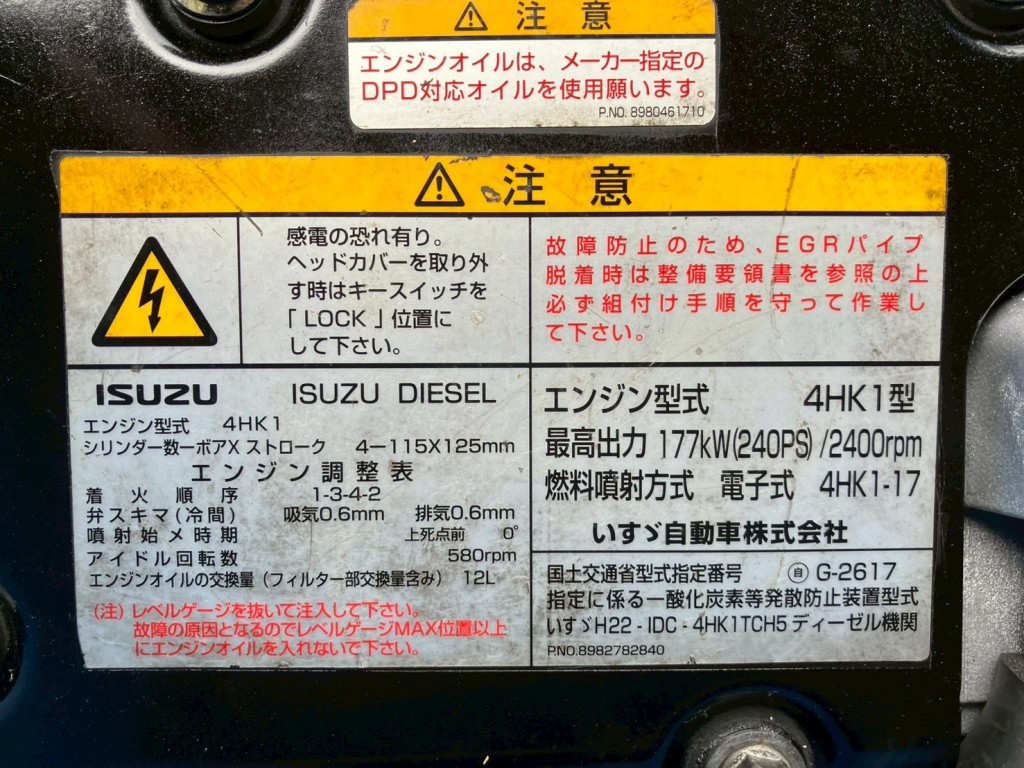 注意
エンジンオイルは、メーカー指定の
DPD対応オイルを使用願います。
P.NO. 8980461710
注意
感電の恐れ有り。
ヘッドカバーを取り外
す時はキースイッチを
「LOCK」位置に
して下さい。
故障防止のため、EGRパイプ
脱着時は整備要領書を参照の上
必ず組付け手順を守って作業し
て下さい。
ISUZU ISUZU DIESEL
エンジン型式 4HK1
シリンダー数ーボアX ストローク 4-115X125mm
エンジン調整表
着火順序 1-3-4-2
弁スキマ(冷間) 吸気0.6mm 排気0.6mm
噴射始メ時期 上死点前 0°
アイドル回転数 580rpm
エンジンオイルの交換量(フィルター部交換量含み) 12L
(注) レベルゲージを抜いて注入して下さい。
故障の原因となるのでレベルゲージMAX位置以上
にエンジンオイルを入れないで下さい。
エンジン型式 4HK1型
最高出力 177kW(240PS)/2400rpm
燃料噴射方式 電子式 4HK1-17
いすゞ自動車株式会社
国土交通省型式指定番号 自 G-2617
指定に係る一酸化炭素等発散防止装置型式
いすゞH22-IDC-4HK1TCH5ディーゼル機関
P.NO.8982782840